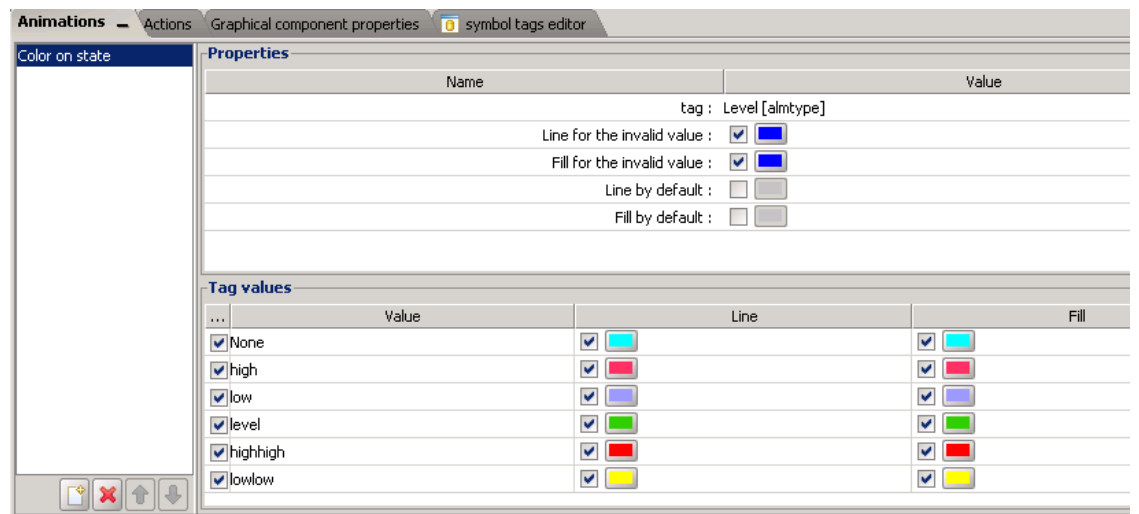 Animations Actions Graphical component properties symbol tags editor
Color on state
Properties
Name Value
tag : Level [almtype]
Line for the invalid value :
Fill for the invalid value :
Line by default :
Fill by default :
Tag values
... Value Line Fill
None
high
low
level
highhigh
lowlow